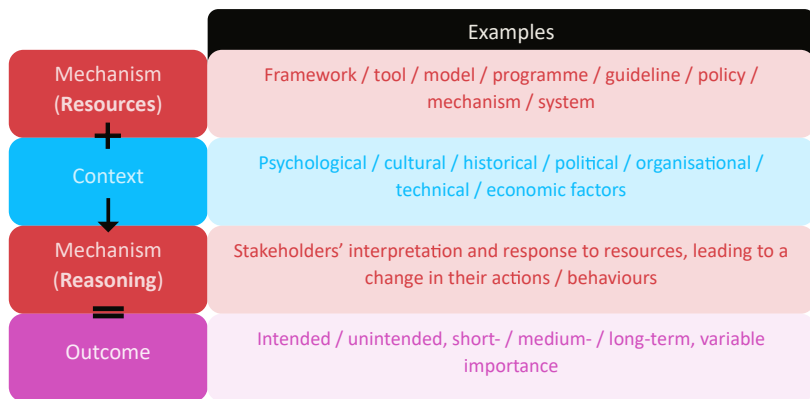 Examples
Mechanism
(Resources)
Framework / tool / model / programme / guideline / policy /
mechanism / system
+
Context
Psychological / cultural / historical / political / organisational /
technical / economic factors
Mechanism
(Reasoning)
Stakeholders’ interpretation and response to resources, leading to a
change in their actions / behaviours
=
Outcome
Intended / unintended, short- / medium- / long-term, variable
importance